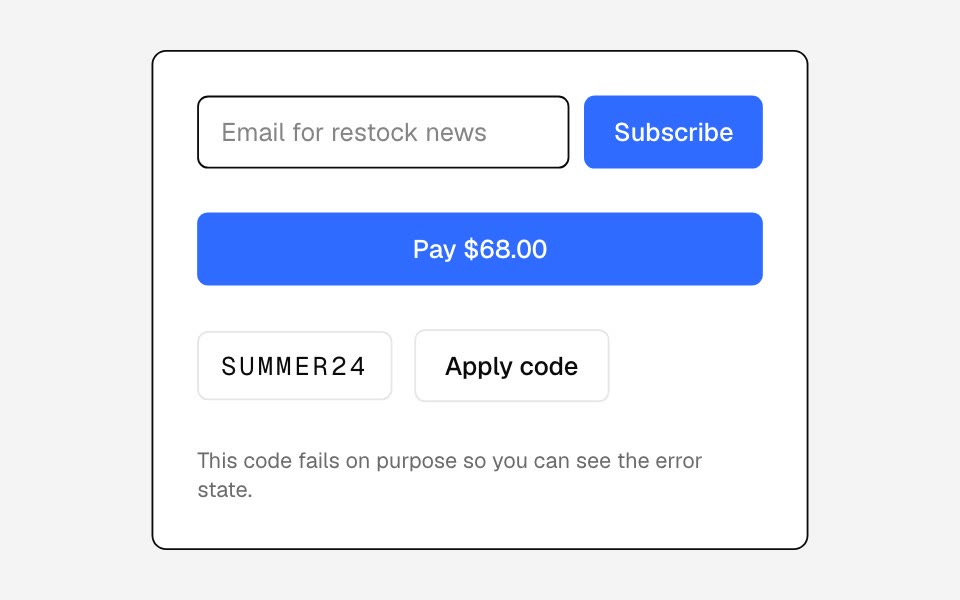 Email for restock news
Subscribe
Pay $68.00
SUMMER24
Apply code
This code fails on purpose so you can see the error
state.